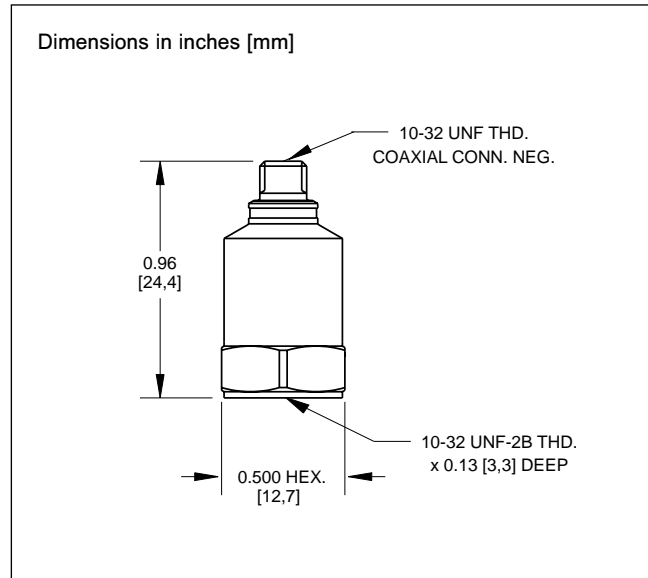 Dimensions in inches [mm]
10-32 UNF THD.
COAXIAL CONN. NEG.
0.96
[24,4]
10-32 UNF-2B THD.
x 0.13 [3,3] DEEP
0.500 HEX.
[12,7]